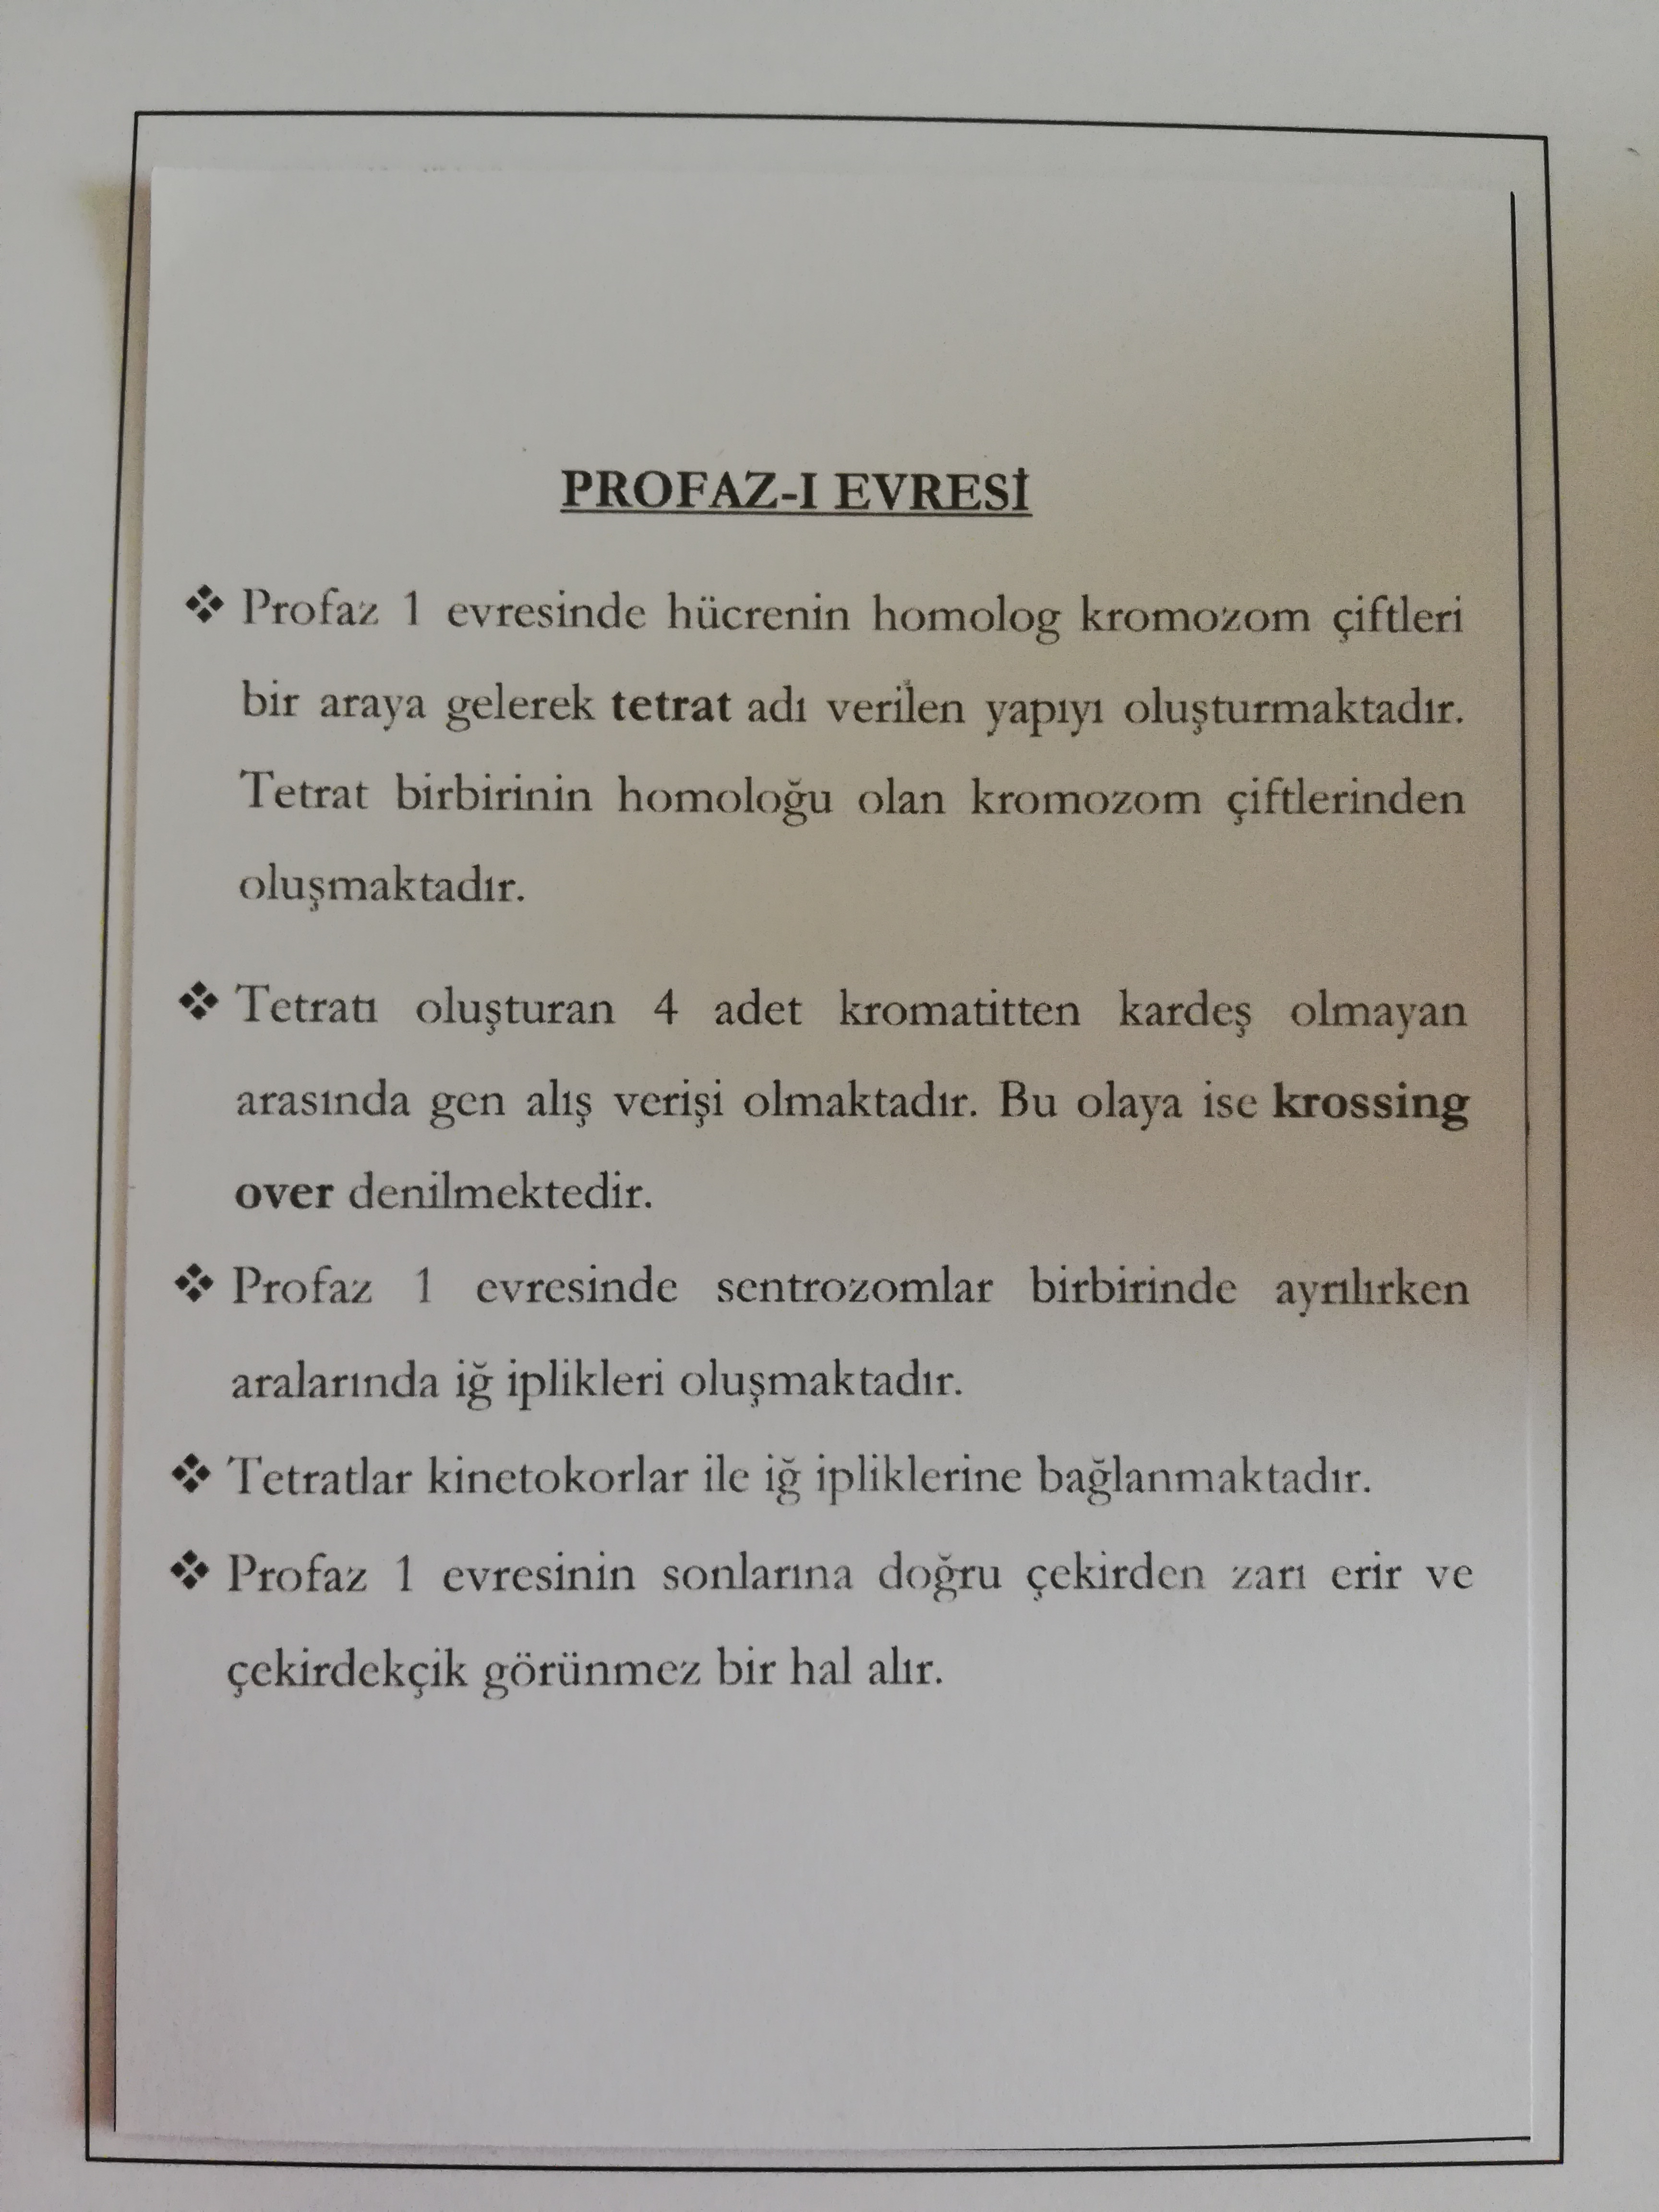 PROFAZ-I EVRESİ
❖ Profaz 1 evresinde hücrenin homolog kromozom çiftleri
bir araya gelerek tetrat adı verilen yapıyı oluşturmaktadır.
Tetrat birbirinin homoloğu olan kromozom çiftlerinden
oluşmaktadır.
❖ Tetratı oluşturan 4 adet kromatitten kardeş olmayan
arasında gen alış verişi olmaktadır. Bu olaya ise krossing
over denilmektedir.
❖ Profaz 1 evresinde sentrozomlar birbirinde ayrılırken
aralarında iğ iplikleri oluşmaktadır.
❖ Tetratlar kinetokorlar ile iğ ipliklerine bağlanmaktadır.
❖ Profaz 1 evresinin sonlarına doğru çekirden zarı erir ve
çekirdekçik görünmez bir hal alır.